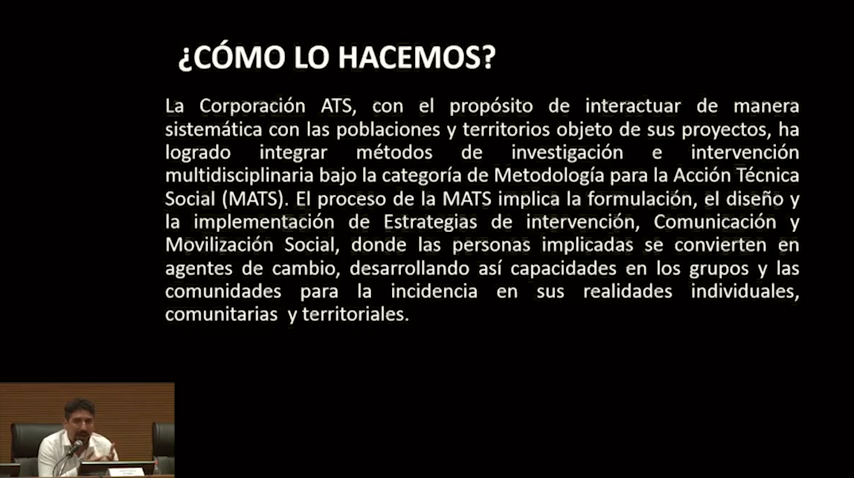 ¿CÓMO LO HACEMOS?
La Corporación ATS, con el propósito de interactuar de manera
sistemática con las poblaciones y territorios objeto de sus proyectos, ha
logrado integrar métodos de investigación e intervención
multidisciplinaria bajo la categoría de Metodología para la Acción Técnica
Social (MATS). El proceso de la MATS implica la formulación, el diseño y
la implementación de Estrategias de intervención, Comunicación y
Movilización Social, donde las personas implicadas se convierten en
agentes de cambio, desarrollando así capacidades en los grupos y las
comunidades para la incidencia en sus realidades individuales,
comunitarias y territoriales.